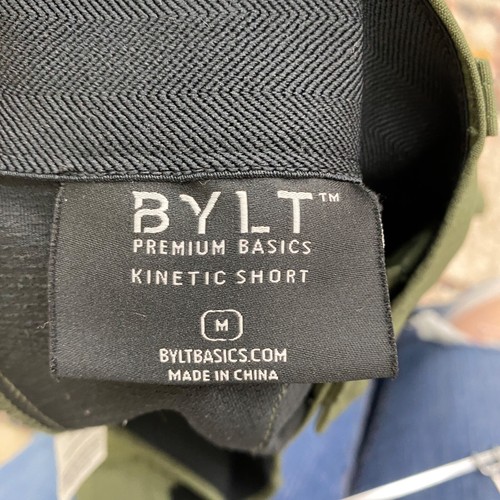 BYLT™
PREMIUM BASICS
KINETIC SHORT
M
BYLTBASICS.COM
MADE IN CHINA